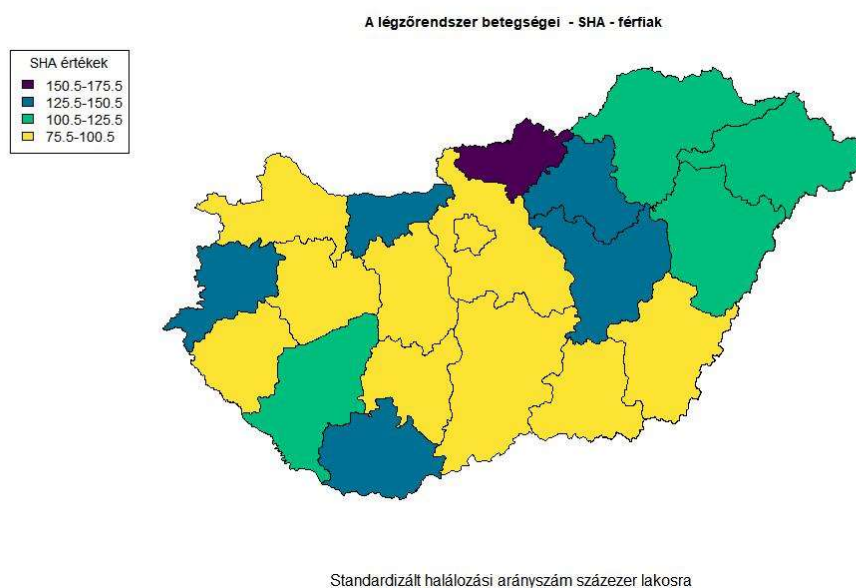 A légzőrendszer betegségei - SHA - férfiak
SHA értékek
150.5-175.5
125.5-150.5
100.5-125.5
75.5-100.5
Standardizált halálozási arányszám százezer lakosra